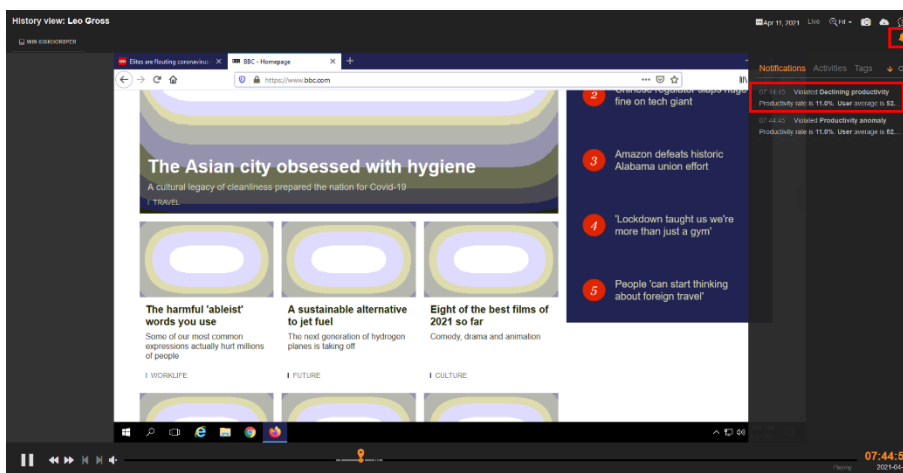 History view: Leo Gross
Apr 11, 2021 Live Fit
Elites are flouting coronavirus
BBC - Homepage
https://www.bbc.com
Notifications Activities Tags
07:44:45 Violated Declining productivity
Productivity rate is 11.0%. User average is 92...
07:44:45 Violated Productivity anomaly
Productivity rate is 11.0%. User average is 92...
2 Chinese regulator slaps huge
fine on tech giant
3 Amazon defeats historic
Alabama union effort
4 'Lockdown taught us we're
more than just a gym'
5 People 'can start thinking
about foreign travel'
The Asian city obsessed with hygiene
A cultural legacy of cleanliness prepared the nation for Covid-19
TRAVEL
The harmful 'ableist'
words you use
Some of our most common
expressions actually hurt millions
of people
WORKLIFE
A sustainable alternative
to jet fuel
The next generation of hydrogen
planes is taking off
FUTURE
Eight of the best films of
2021 so far
Comedy, drama and animation
CULTURE
07:44:5
2021-04-